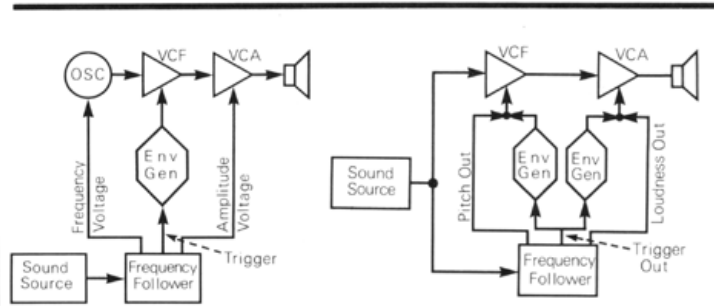 OSC
VCF
VCA
Env
Gen
Frequency
Voltage
Amplitude
Voltage
Trigger
Sound
Source
Frequency
Follower
VCF
VCA
Sound
Source
Pitch Out
Env
Gen
Env
Gen
Loudness Out
Trigger
Out
Frequency
Follower